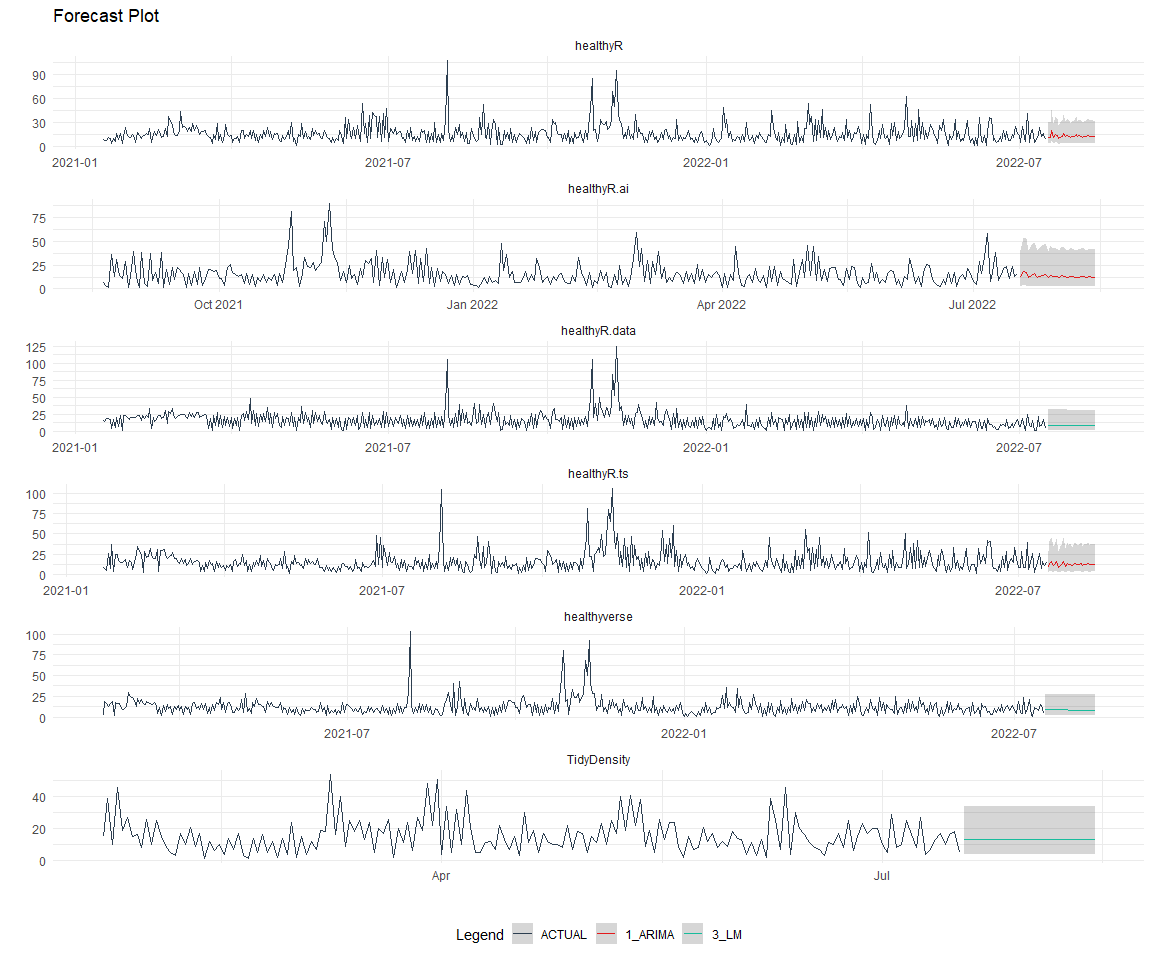 Forecast Plot
healthyR
90
60
30
0
2021-01 2021-07 2022-01 2022-07
healthyR.ai
75
50
25
0
Oct 2021 Jan 2022 Apr 2022 Jul 2022
healthyR.data
125
100
75
50
25
0
2021-01 2021-07 2022-01 2022-07
healthyR.ts
100
75
50
25
0
2021-01 2021-07 2022-01 2022-07
healthyverse
100
75
50
25
0
2021-07 2022-01 2022-07
TidyDensity
40
20
0
Apr Jul
Legend ACTUAL 1_ARIMA 3_LM